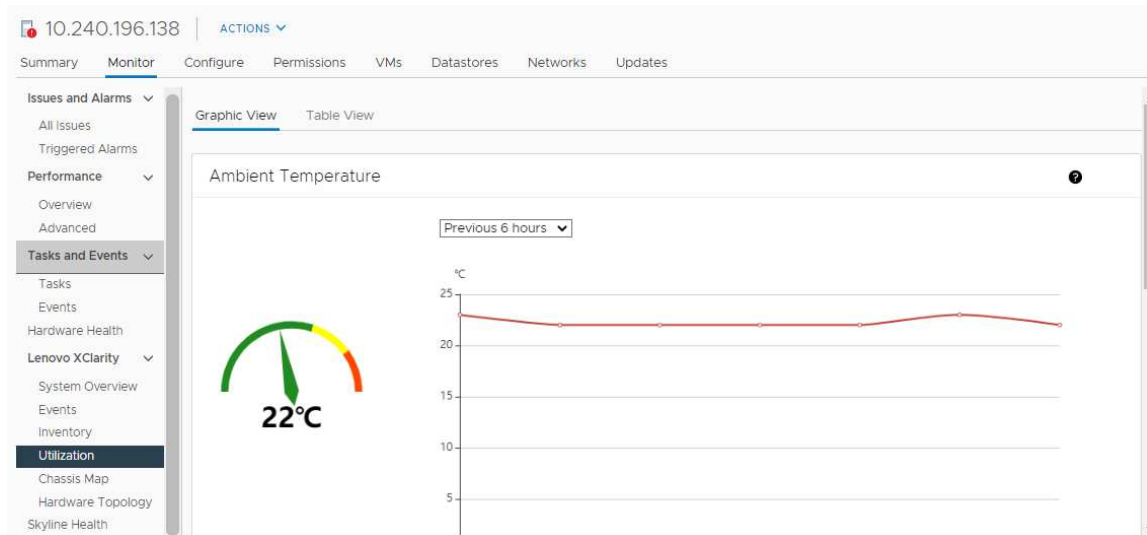 10.240.196.138 ACTIONS
Summary Monitor Configure Permissions VMs Datastores Networks Updates
Issues and Alarms
All Issues
Triggered Alarms
Performance
Overview
Advanced
Tasks and Events
Tasks
Events
Hardware Health
Lenovo XClarity
System Overview
Events
Inventory
Utilization
Chassis Map
Hardware Topology
Skyline Health
Graphic View Table View
Ambient Temperature ?
Previous 6 hours
22°C
°C
25
20
15
10
5